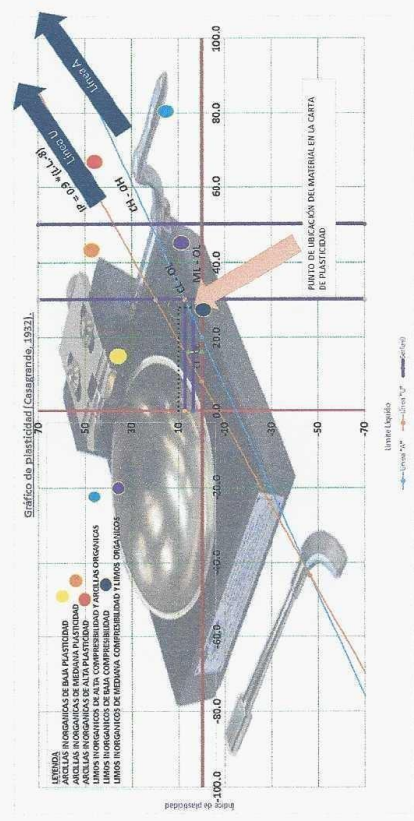 Gráfico de plasticidad (Casagrande, 1932).
LEYENDA
ARCILLAS INORGANICAS DE BAJA PLASTICIDAD
ARCILLAS INORGANICAS DE MEDIANA PLASTICIDAD
ARCILLAS INORGANICAS DE ALTA PLASTICIDAD
LIMOS INORGANICOS DE ALTA COMPRESIBILIDAD Y ARCILLAS ORGANICAS
LIMOS INORGANICOS DE BAJA COMPRESIBILIDAD
LIMOS INORGANICOS DE MEDIANA COMPRESIBILIDAD Y LIMOS ORGANICOS
Línea U
Línea A
IP = 0.9 * (L.L.-8)
CH - OH
CL - OL
ML - OL
70
50
30
10
-10
-30
-50
-70
-100.0
-80.0
-60.0
-40.0
-20.0
0.0
20.0
40.0
60.0
80.0
100.0
Índice de plasticidad
PUNTO DE UBICACIÓN DEL MATERIAL EN LA CARTA
DE PLASTICIDAD
Límite Líquido
Línea "A"
Línea "U"